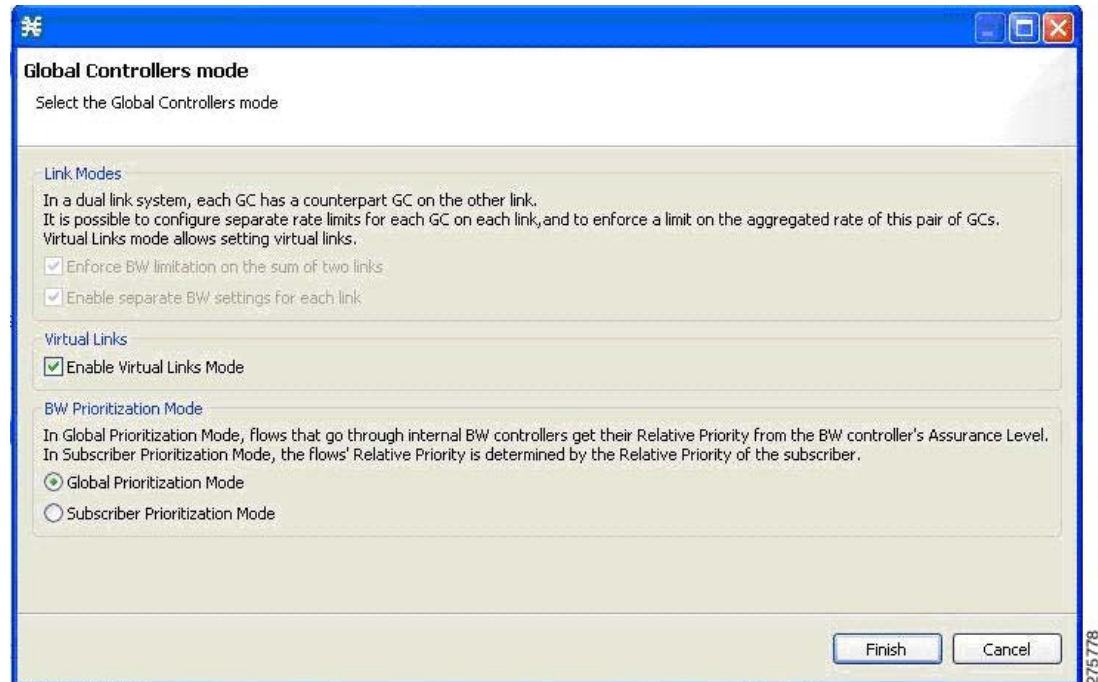 Global Controllers mode
Select the Global Controllers mode
Link Modes
In a dual link system, each GC has a counterpart GC on the other link.
It is possible to configure separate rate limits for each GC on each link,and to enforce a limit on the aggregated rate of this pair of GCs.
Virtual Links mode allows setting virtual links.
Enforce BW limitation on the sum of two links
Enable separate BW settings for each link
Virtual Links
Enable Virtual Links Mode
BW Prioritization Mode
In Global Prioritization Mode, flows that go through internal BW controllers get their Relative Priority from the BW controller's Assurance Level.
In Subscriber Prioritization Mode, the flows' Relative Priority is determined by the Relative Priority of the subscriber.
Global Prioritization Mode
Subscriber Prioritization Mode
Finish
Cancel
275778